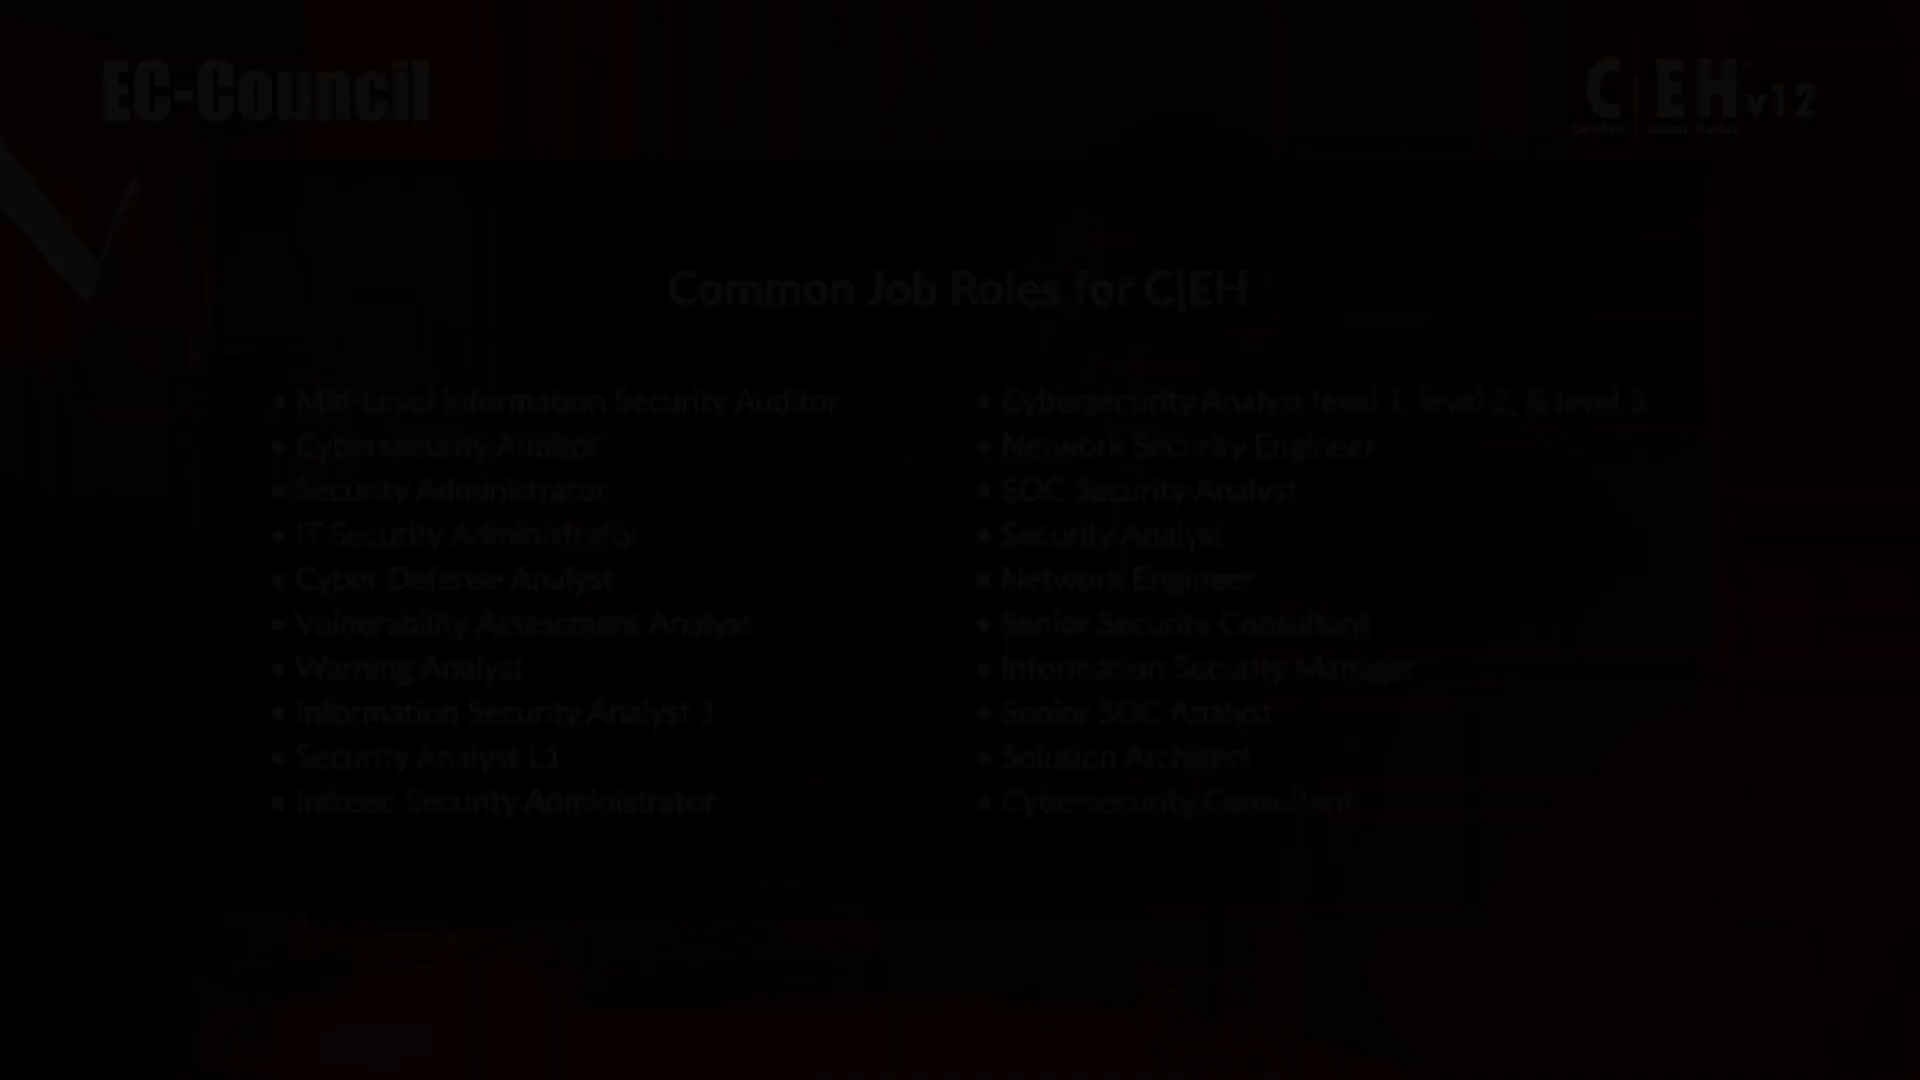 EC-Council
C|EH v12
Common Job Roles for C|EH
• Mid-Level Information Security Auditor
• Cybersecurity Auditor
• Security Administrator
• IT Security Administrator
• Cyber Defense Analyst
• Vulnerability Assessment Analyst
• Warning Analyst
• Information Security Analyst 1
• Security Analyst L1
• Infosec Security Administrator
• Cybersecurity Analyst level 1, level 2, & level 3
• Network Security Engineer
• SOC Security Analyst
• Security Analyst
• Network Engineer
• Senior Security Consultant
• Information Security Manager
• Senior SOC Analyst
• Solution Architect
• Cybersecurity Consultant